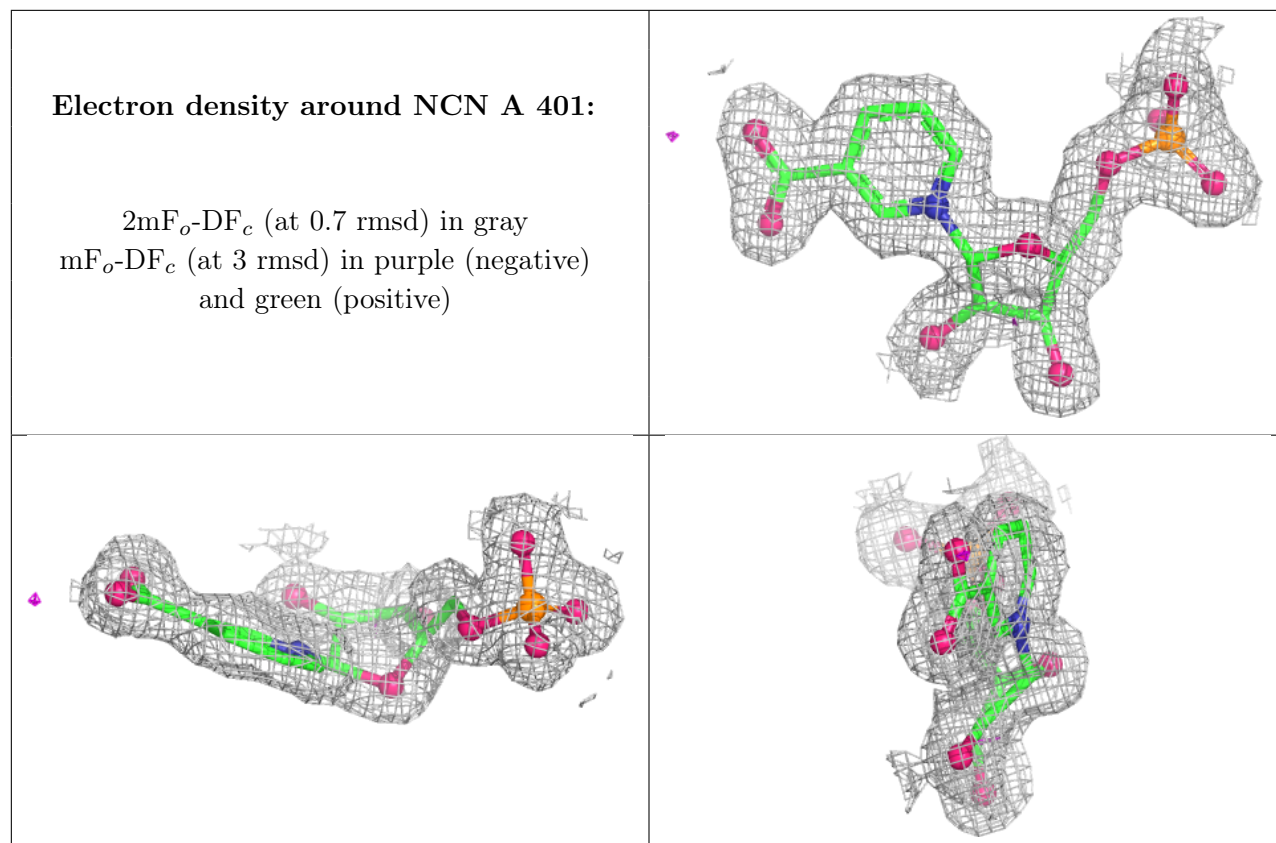 Electron density around NCN A 401:
2mFo-DFc (at 0.7 rmsd) in gray
mFo-DFc (at 3 rmsd) in purple (negative)
and green (positive)